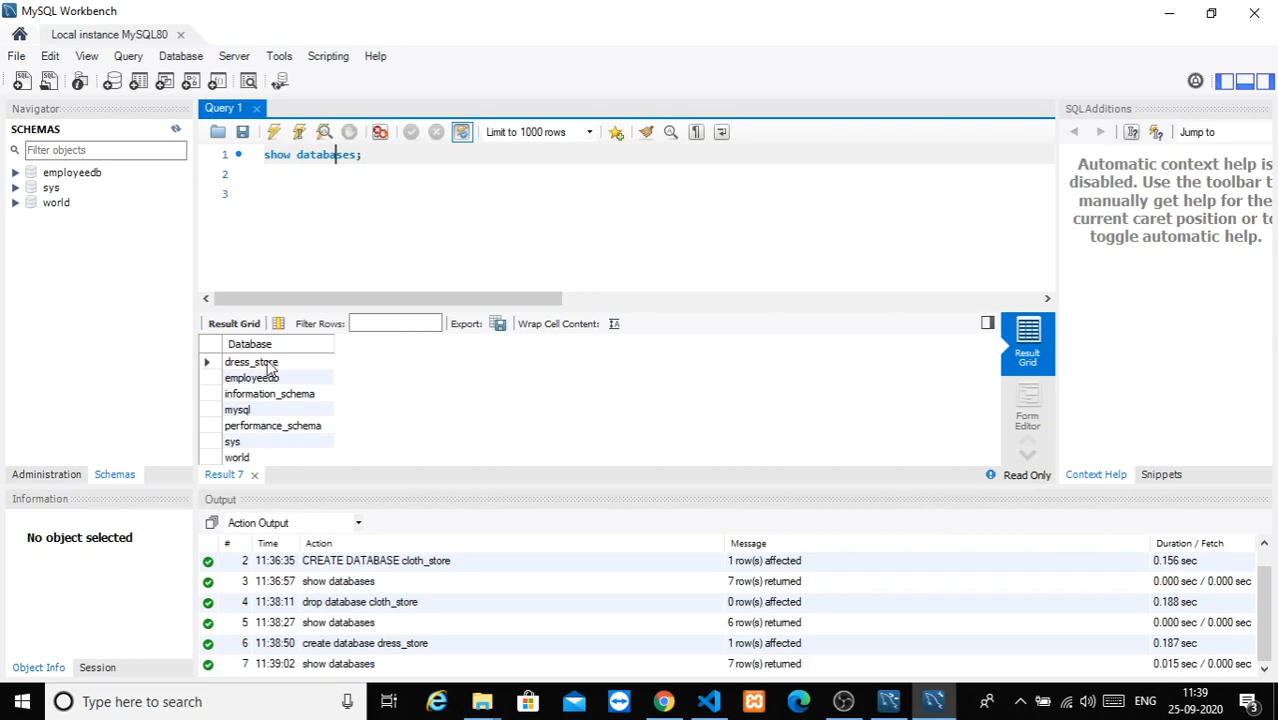 MySQL Workbench
Local instance MySQL80
File Edit View Query Database Server Tools Scripting Help
Navigator
SCHEMAS
Filter objects
employeedb
sys
world
Administration Schemas
Information
No object selected
Object Info Session
Query 1
Limit to 1000 rows
1 show databases;
2
3
Result Grid Filter Rows: Export: Wrap Cell Content:
Database
dress_store
employeedb
information_schema
mysql
performance_schema
sys
world
Result 7
Result Grid
Form Editor
Read Only
SQLAdditions
Jump to
Automatic context help is
disabled. Use the toolbar t
manually get help for the
current caret position or to
toggle automatic help.
Context Help Snippets
Output
Action Output
# Time Action Message Duration / Fetch
2 11:36:35 CREATE DATABASE cloth_store 1 row(s) affected 0.156 sec
3 11:36:57 show databases 7 row(s) returned 0.000 sec / 0.000 sec
4 11:38:11 drop database cloth_store 0 row(s) affected 0.188 sec
5 11:38:27 show databases 6 row(s) returned 0.000 sec / 0.000 sec
6 11:38:50 create database dress_store 1 row(s) affected 0.187 sec
7 11:39:02 show databases 7 row(s) returned 0.015 sec / 0.000 sec
Type here to search
ENG
11:39
25-09-2020
3